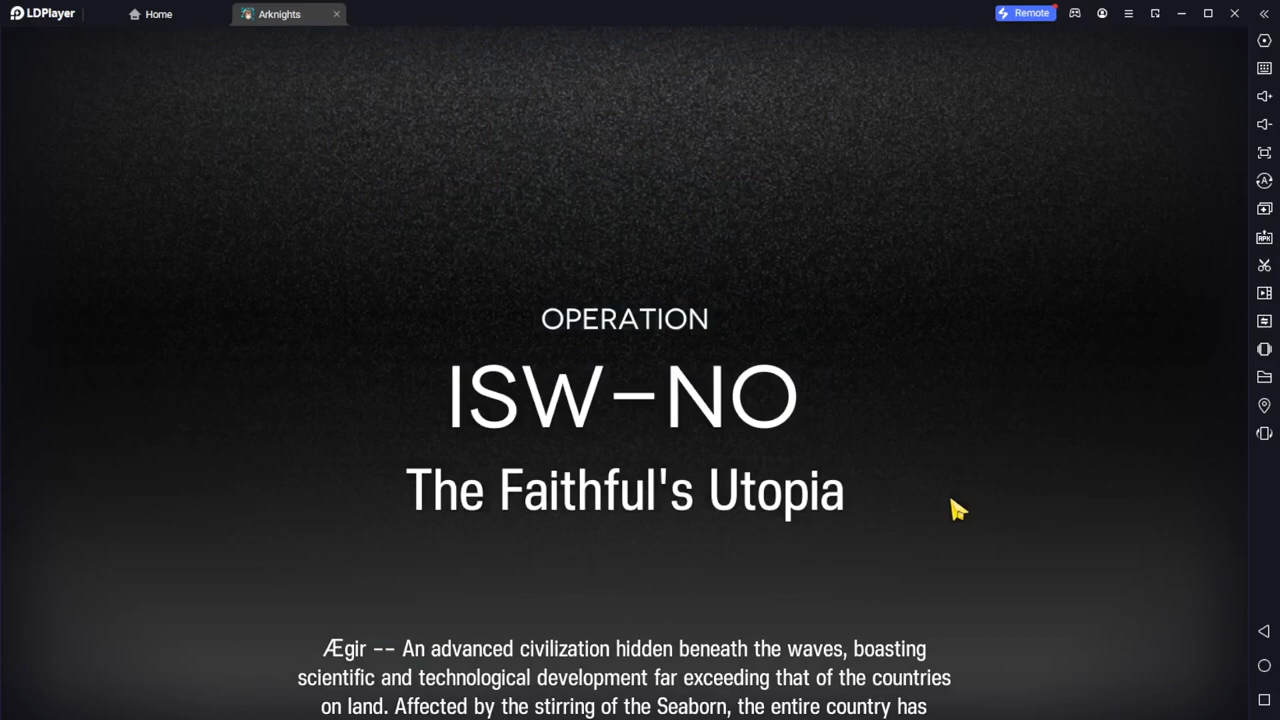 LDPlayer
Home
Arknights
Remote
OPERATION
ISW-NO
The Faithful's Utopia
Ægir -- An advanced civilization hidden beneath the waves, boasting
scientific and technological development far exceeding that of the countries
on land. Affected by the stirring of the Seaborn, the entire country has